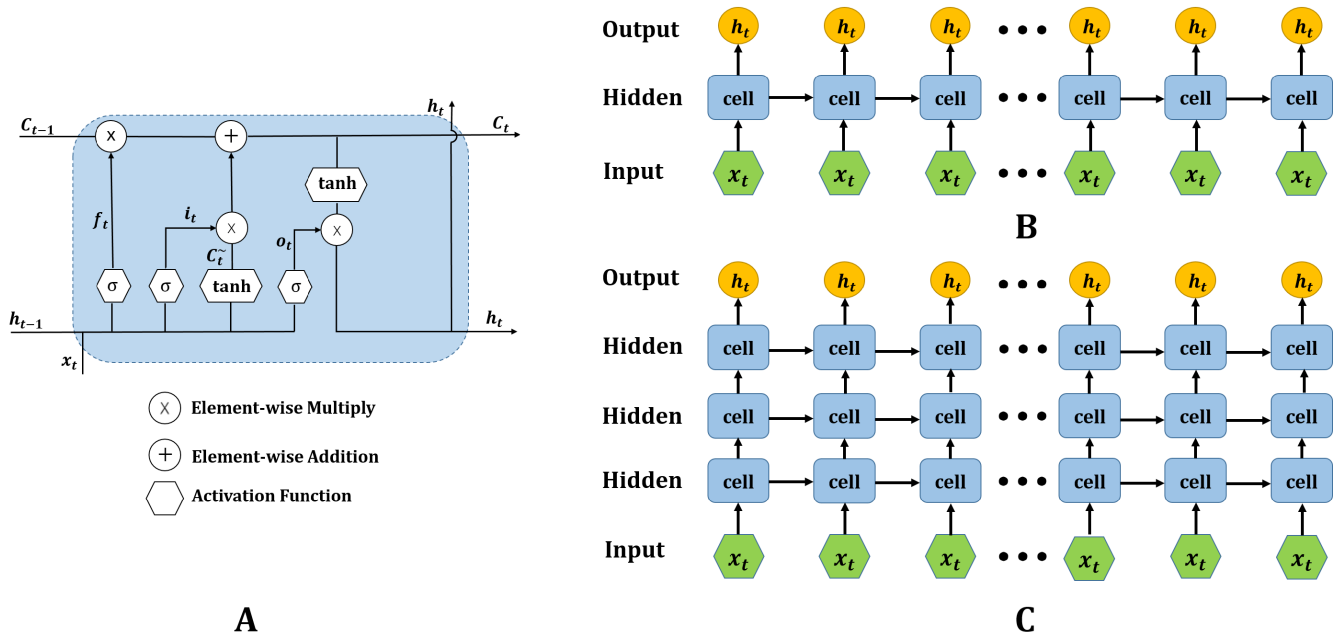 C_{t-1} × + h_t C_t
tanh
f_t i_t × o_t ×
C_t^~
σ σ tanh σ
h_{t-1} h_t
x_t
× Element-wise Multiply
+ Element-wise Addition
Activation Function
A
Output h_t h_t h_t ••• h_t h_t h_t
Hidden cell cell cell ••• cell cell cell
Input x_t x_t x_t ••• x_t x_t x_t
B
Output h_t h_t h_t ••• h_t h_t h_t
Hidden cell cell cell ••• cell cell cell
Hidden cell cell cell ••• cell cell cell
Hidden cell cell cell ••• cell cell cell
Input x_t x_t x_t ••• x_t x_t x_t
C